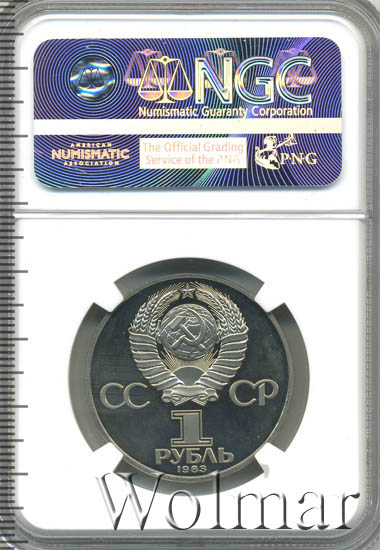 NGC
Numismatic Guaranty Corporation
AMERICAN
NUMISMATIC
ASSOCIATION
The Official Grading
Service of the PNG
PNG
СС СР
1
РУБЛЬ
1983
Wolmar